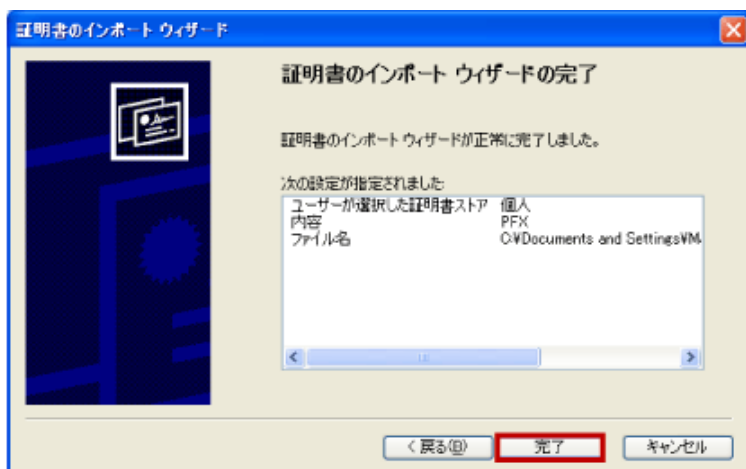 証明書のインポート ウィザード
証明書のインポート ウィザードの完了
証明書のインポート ウィザードが正常に完了しました。
次の設定が指定されました:
ユーザーが選択した証明書ストア 個人
内容 PFX
ファイル名 C:¥Documents and Settings¥M
< 戻る(B) 完了 キャンセル